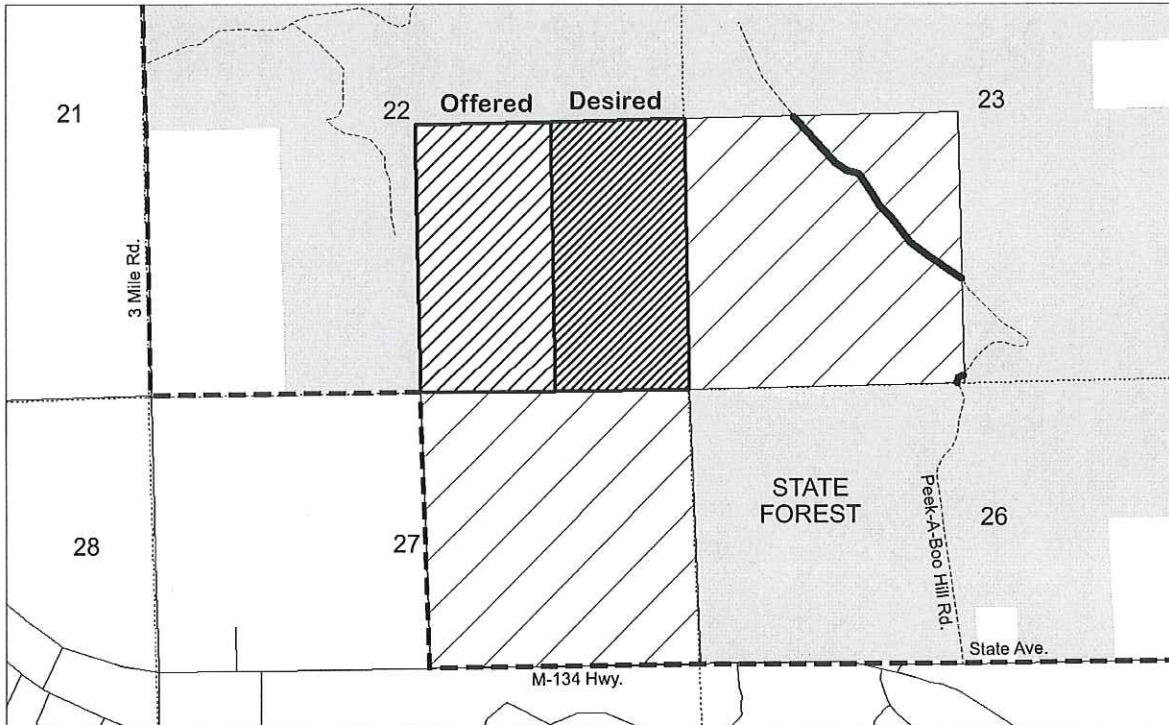 21
22
Offered
Desired
23
3 Mile Rd.
28
27
STATE
FOREST
26
Peek-A-Boo Hill Rd.
State Ave.
M-134 Hwy.